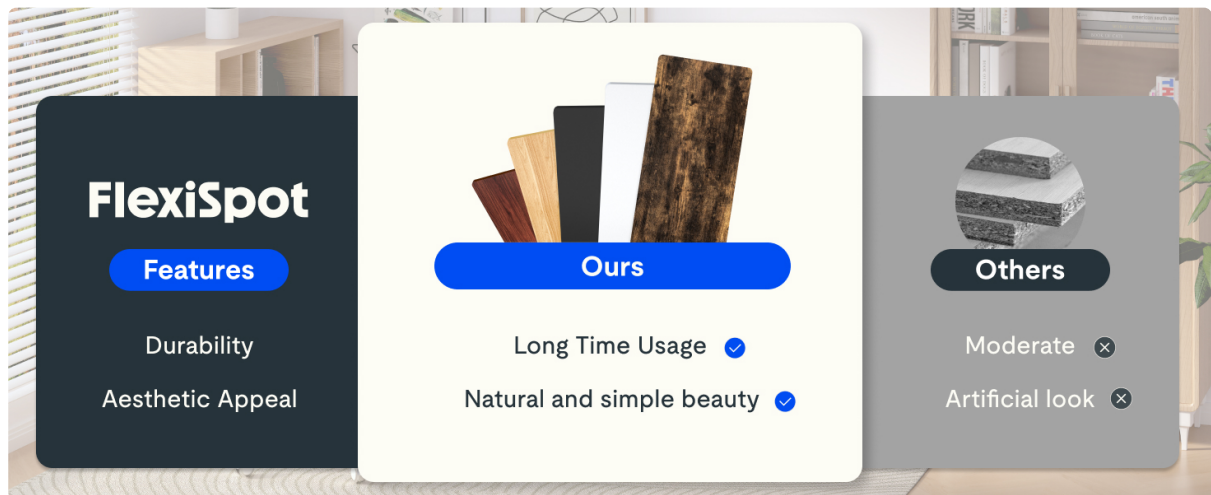 FlexiSpot
Features
Durability
Aesthetic Appeal
Ours
Long Time Usage
Natural and simple beauty
Others
Moderate
Artificial look